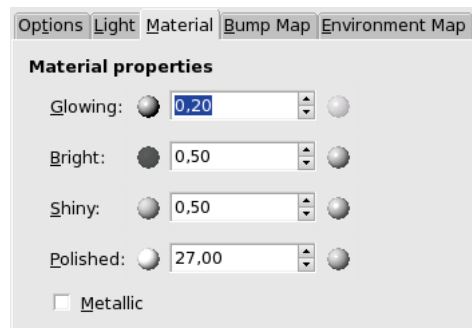 Options Light Material Bump Map Environment Map
Material properties
Glowing: 0,20
Bright: 0,50
Shiny: 0,50
Polished: 27,00
Metallic